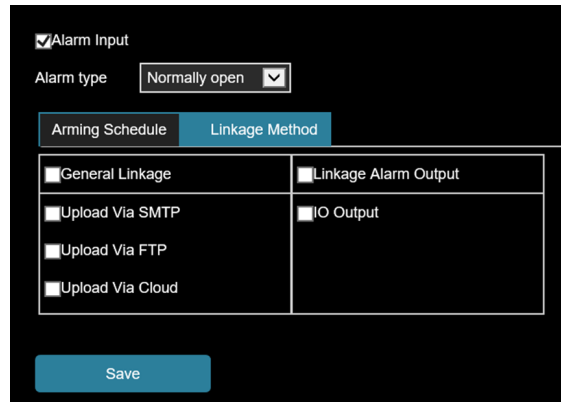 Alarm Input
Alarm type Normally open
Arming Schedule Linkage Method
General Linkage Linkage Alarm Output
Upload Via SMTP IO Output
Upload Via FTP
Upload Via Cloud
Save